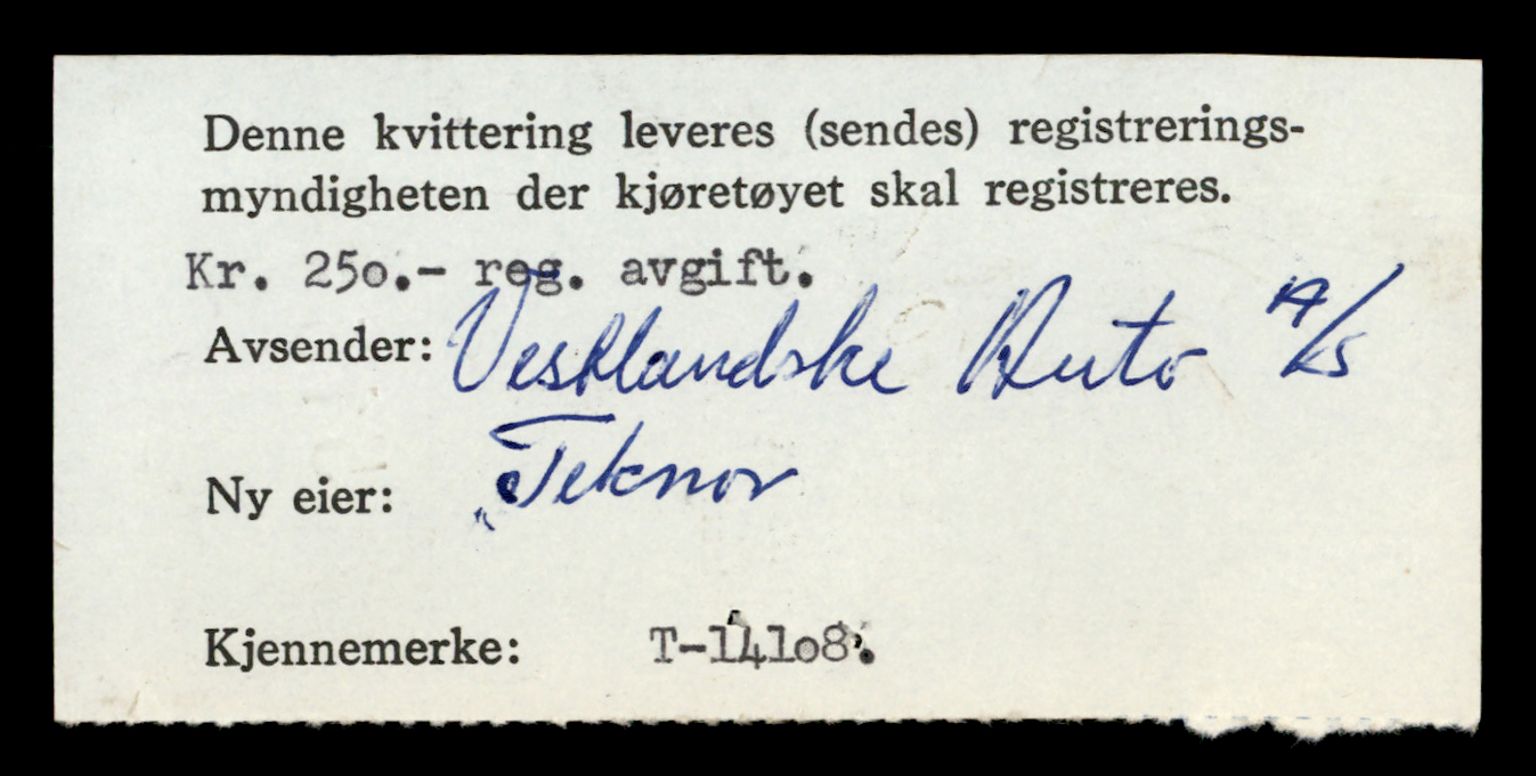 Denne kvittering leveres (sendes) registrerings-
myndigheten der kjøretøyet skal registreres.
Kr. 250.- reg. avgift.
Avsender: Vestlandske Auto A/S
Ny eier: Teknor
Kjennemerke: T-14108.